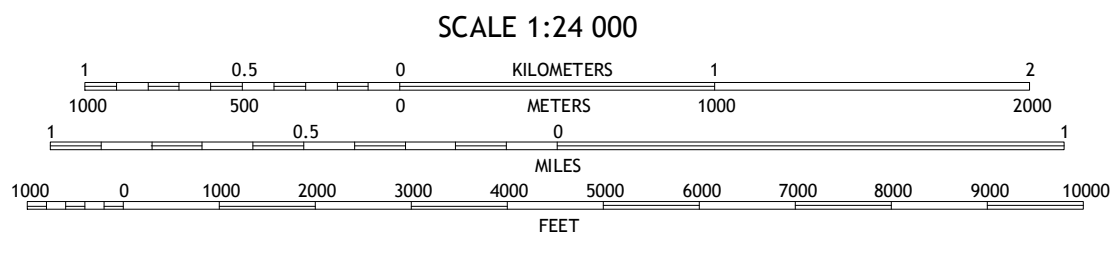 SCALE 1:24 000
1 0.5 0 KILOMETERS 1 2
1000 500 0 METERS 1000 2000
1 0.5 0 1
MILES
1000 0 1000 2000 3000 4000 5000 6000 7000 8000 9000 10000
FEET